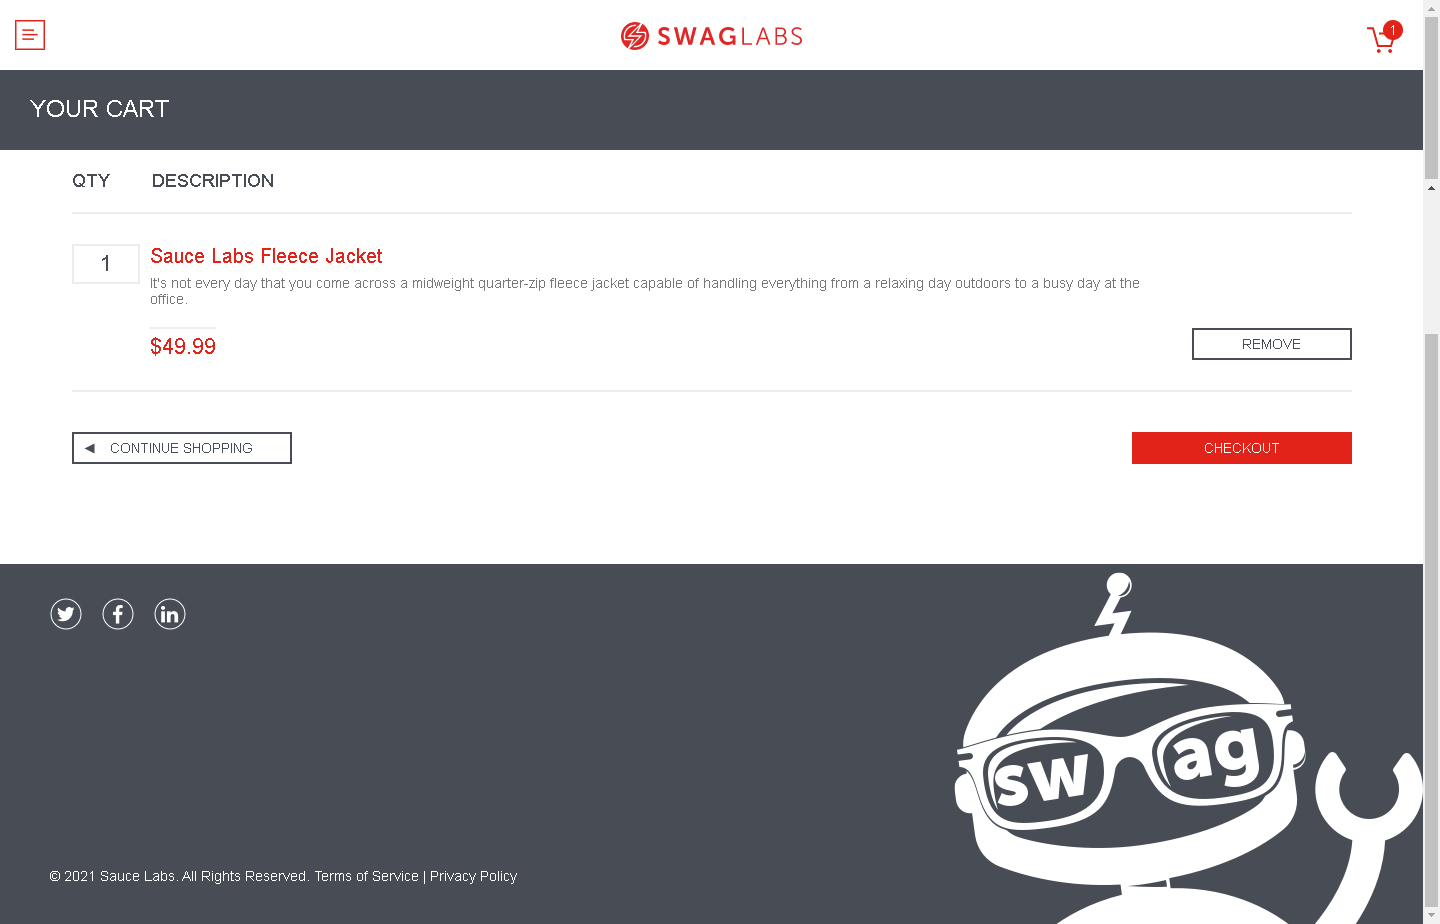 SWAGLABS
1
YOUR CART
QTY DESCRIPTION
1
Sauce Labs Fleece Jacket
It's not every day that you come across a midweight quarter-zip fleece jacket capable of handling everything from a relaxing day outdoors to a busy day at the
office.
$49.99
REMOVE
CONTINUE SHOPPING
CHECKOUT
sw ag
© 2021 Sauce Labs. All Rights Reserved. Terms of Service | Privacy Policy